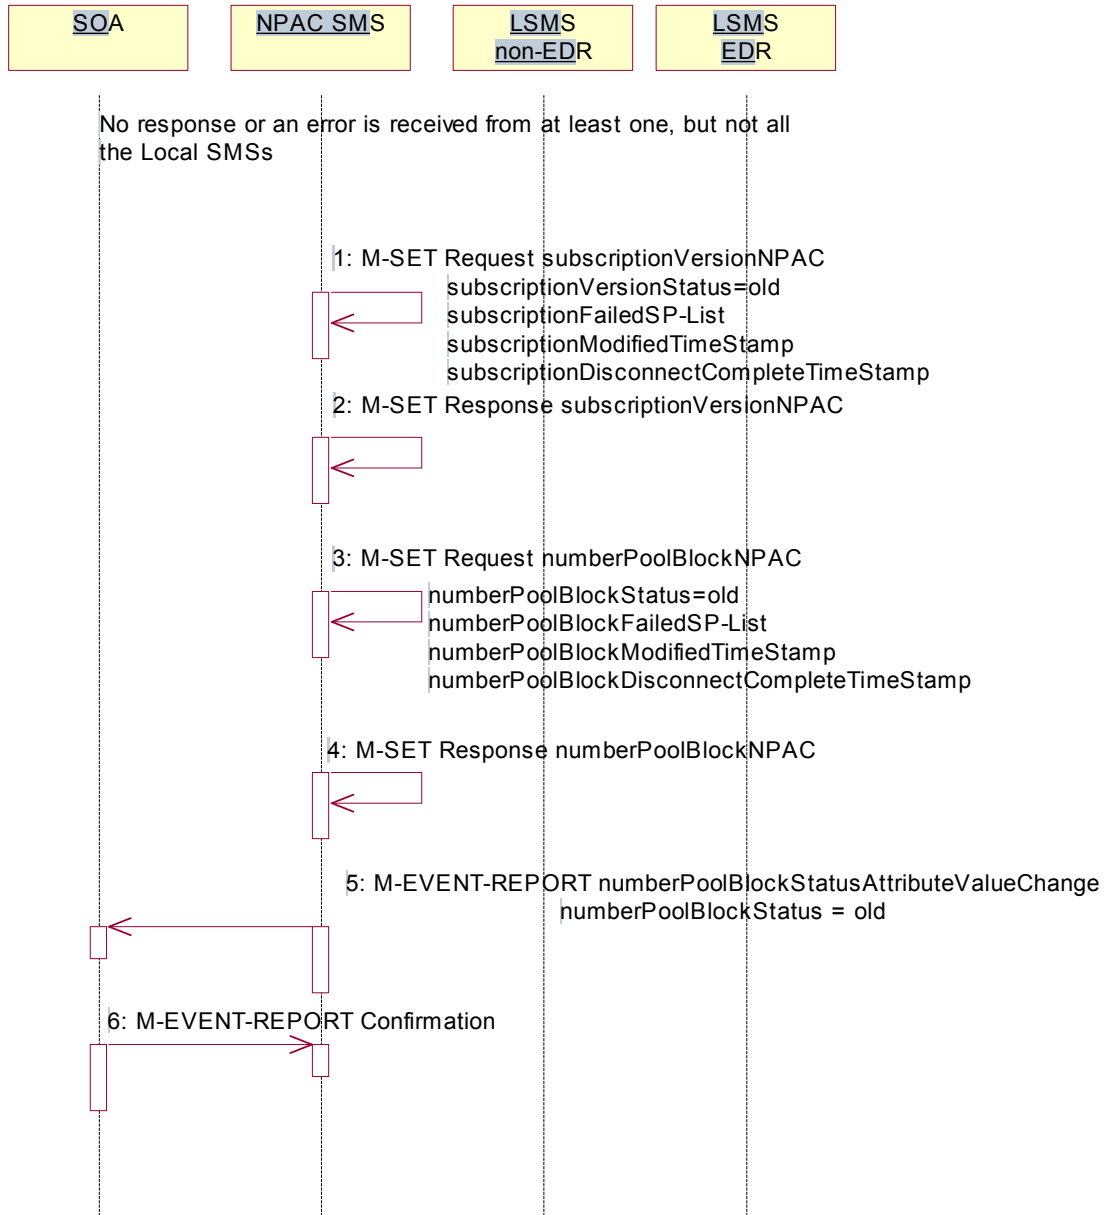 SOA
NPAC SMS
LSMS
non-EDR
LSMS
EDR
No response or an error is received from at least one, but not all
the Local SMSs
1: M-SET Request subscriptionVersionNPAC
subscriptionVersionStatus=old
subscriptionFailedSP-List
subscriptionModifiedTimeStamp
subscriptionDisconnectCompleteTimeStamp
2: M-SET Response subscriptionVersionNPAC
3: M-SET Request numberPoolBlockNPAC
numberPoolBlockStatus=old
numberPoolBlockFailedSP-List
numberPoolBlockModifiedTimeStamp
numberPoolBlockDisconnectCompleteTimeStamp
4: M-SET Response numberPoolBlockNPAC
5: M-EVENT-REPORT numberPoolBlockStatusAttributeValueChange
numberPoolBlockStatus = old
6: M-EVENT-REPORT Confirmation